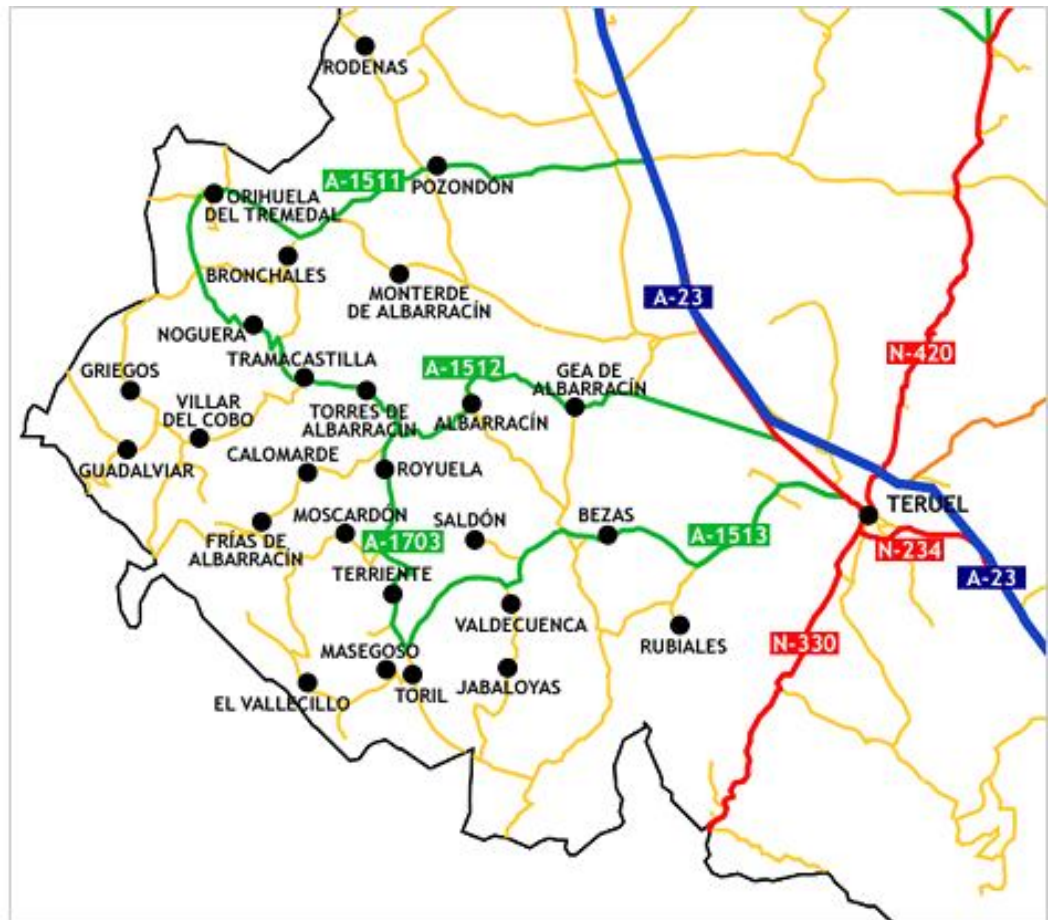 RODENAS
A-1511
POZONDÓN
ORIHUELA
DEL TREMEDAL
BRONCHALES
MONTERDE
DE ALBARRACÍN
A-23
NOGUERA
TRAMACASTILLA
A-1512
GEA DE
ALBARRACÍN
N-420
GRIEGOS
VILLAR
DEL COBO
TORRES DE
ALBARRACÍN
ALBARRACÍN
GUADALVIAR
CALOMARDE
ROYUELA
TERUEL
MOSCARDÓN
SALDÓN
BEZAS
FRÍAS DE
ALBARRACÍN
A-1703
A-1513
N-234
A-23
TERRIENTE
VALDECUENCA
RUBIALES
N-330
MASEGOSO
EL VALLECILLO
TORIL
JABALOYAS